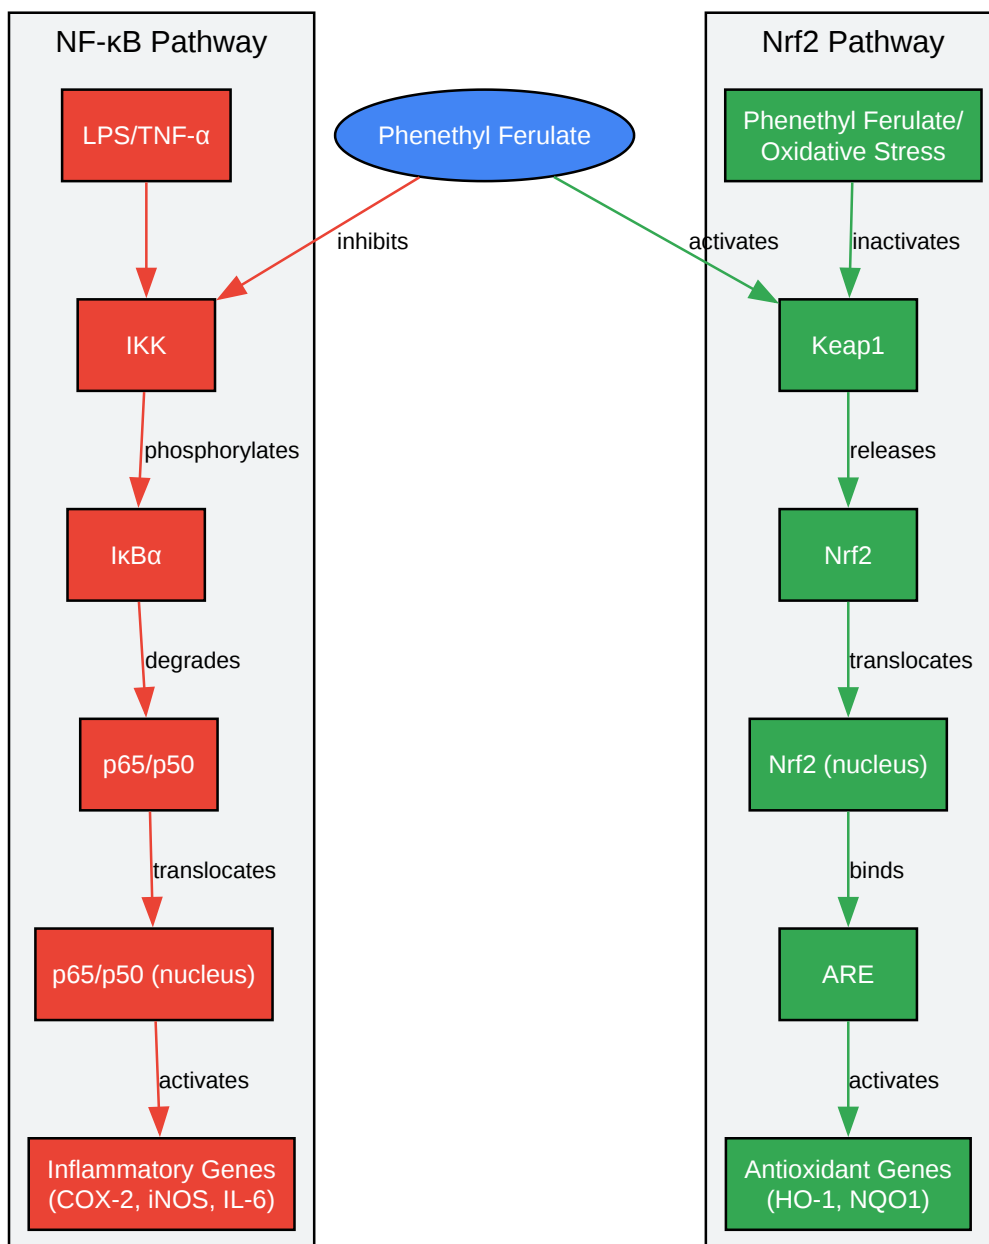 NF-κB Pathway
LPS/TNF-α
IKK
phosphorylates
IκBα
degrades
p65/p50
translocates
p65/p50 (nucleus)
activates
Inflammatory Genes
(COX-2, iNOS, IL-6)
Phenethyl Ferulate
inhibits
activates
Nrf2 Pathway
Phenethyl Ferulate/
Oxidative Stress
inactivates
Keap1
releases
Nrf2
translocates
Nrf2 (nucleus)
binds
ARE
activates
Antioxidant Genes
(HO-1, NQO1)